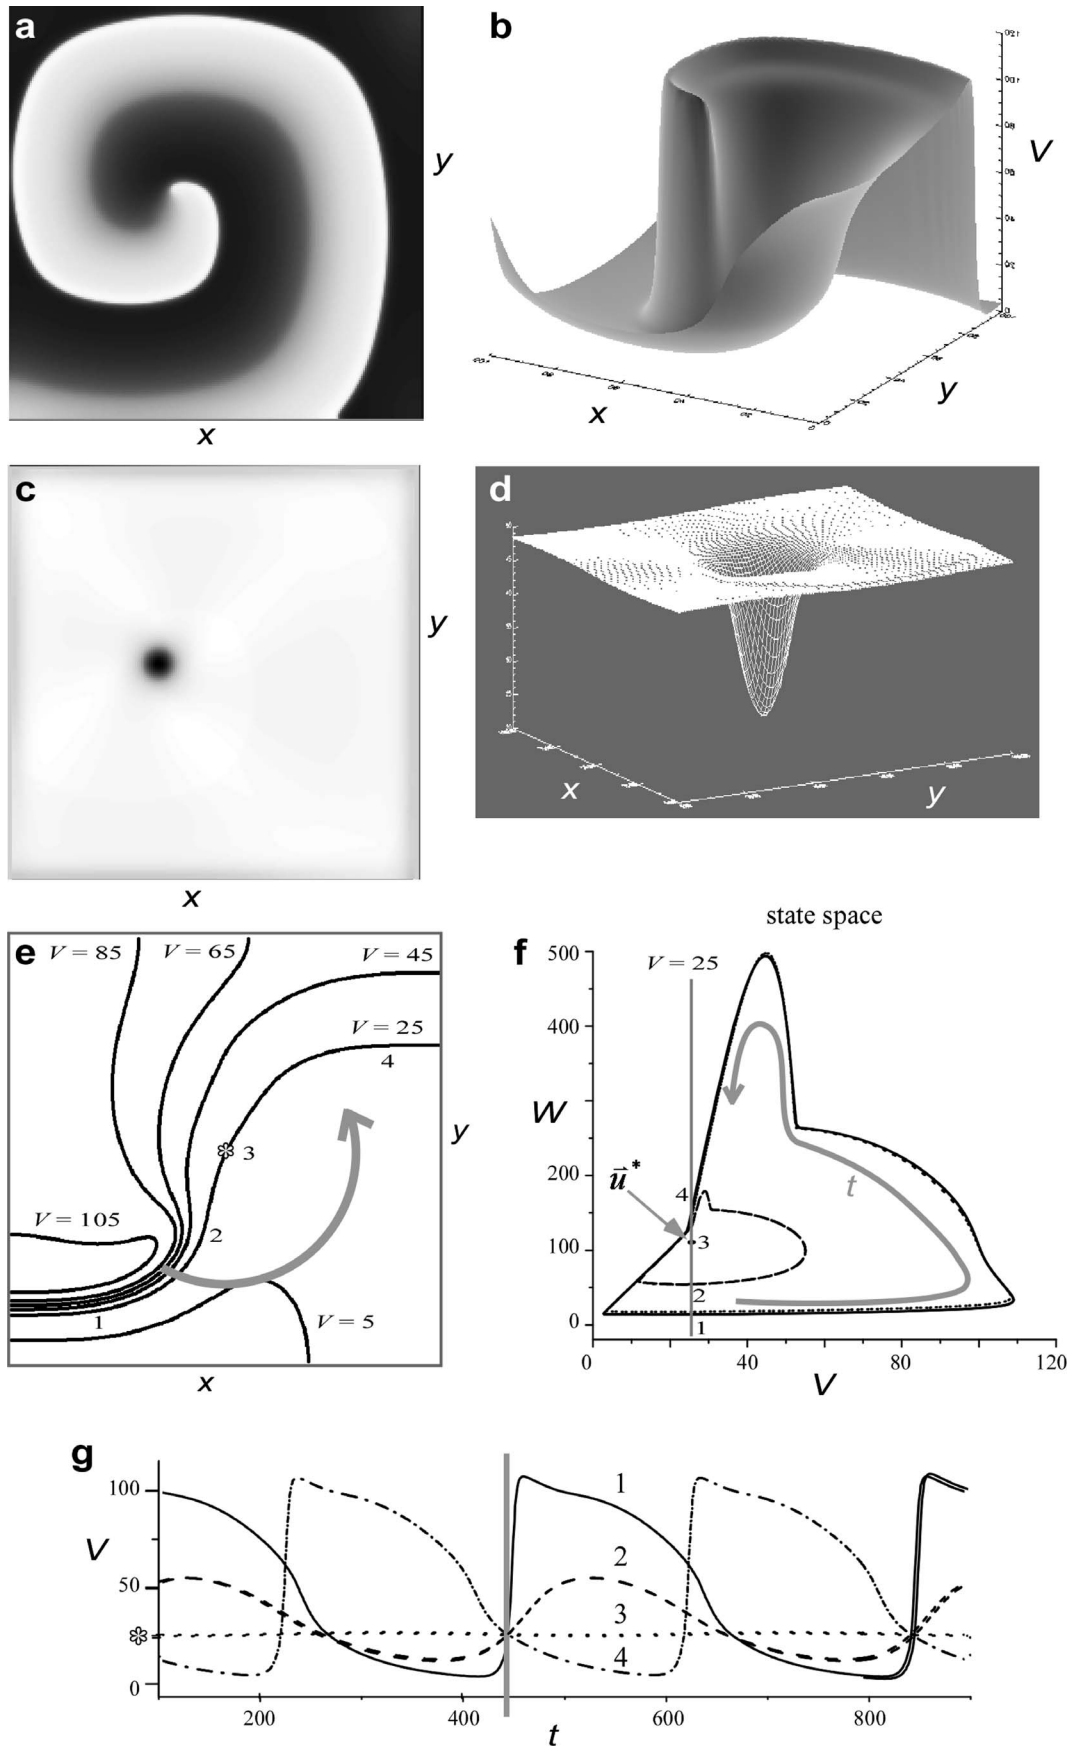 a
x
y
b
x
y
V
c
x
y
d
x
y
e
V = 85
V = 65
V = 45
V = 25
4
3
2
V = 105
1
V = 5
x
y
state space
f
V = 25
500
400
W
200
100
0
u*
4
3
2
1
t
0
40
80
120
V
g
100
50
0
V
1
2
3
4
200
400
600
800
t